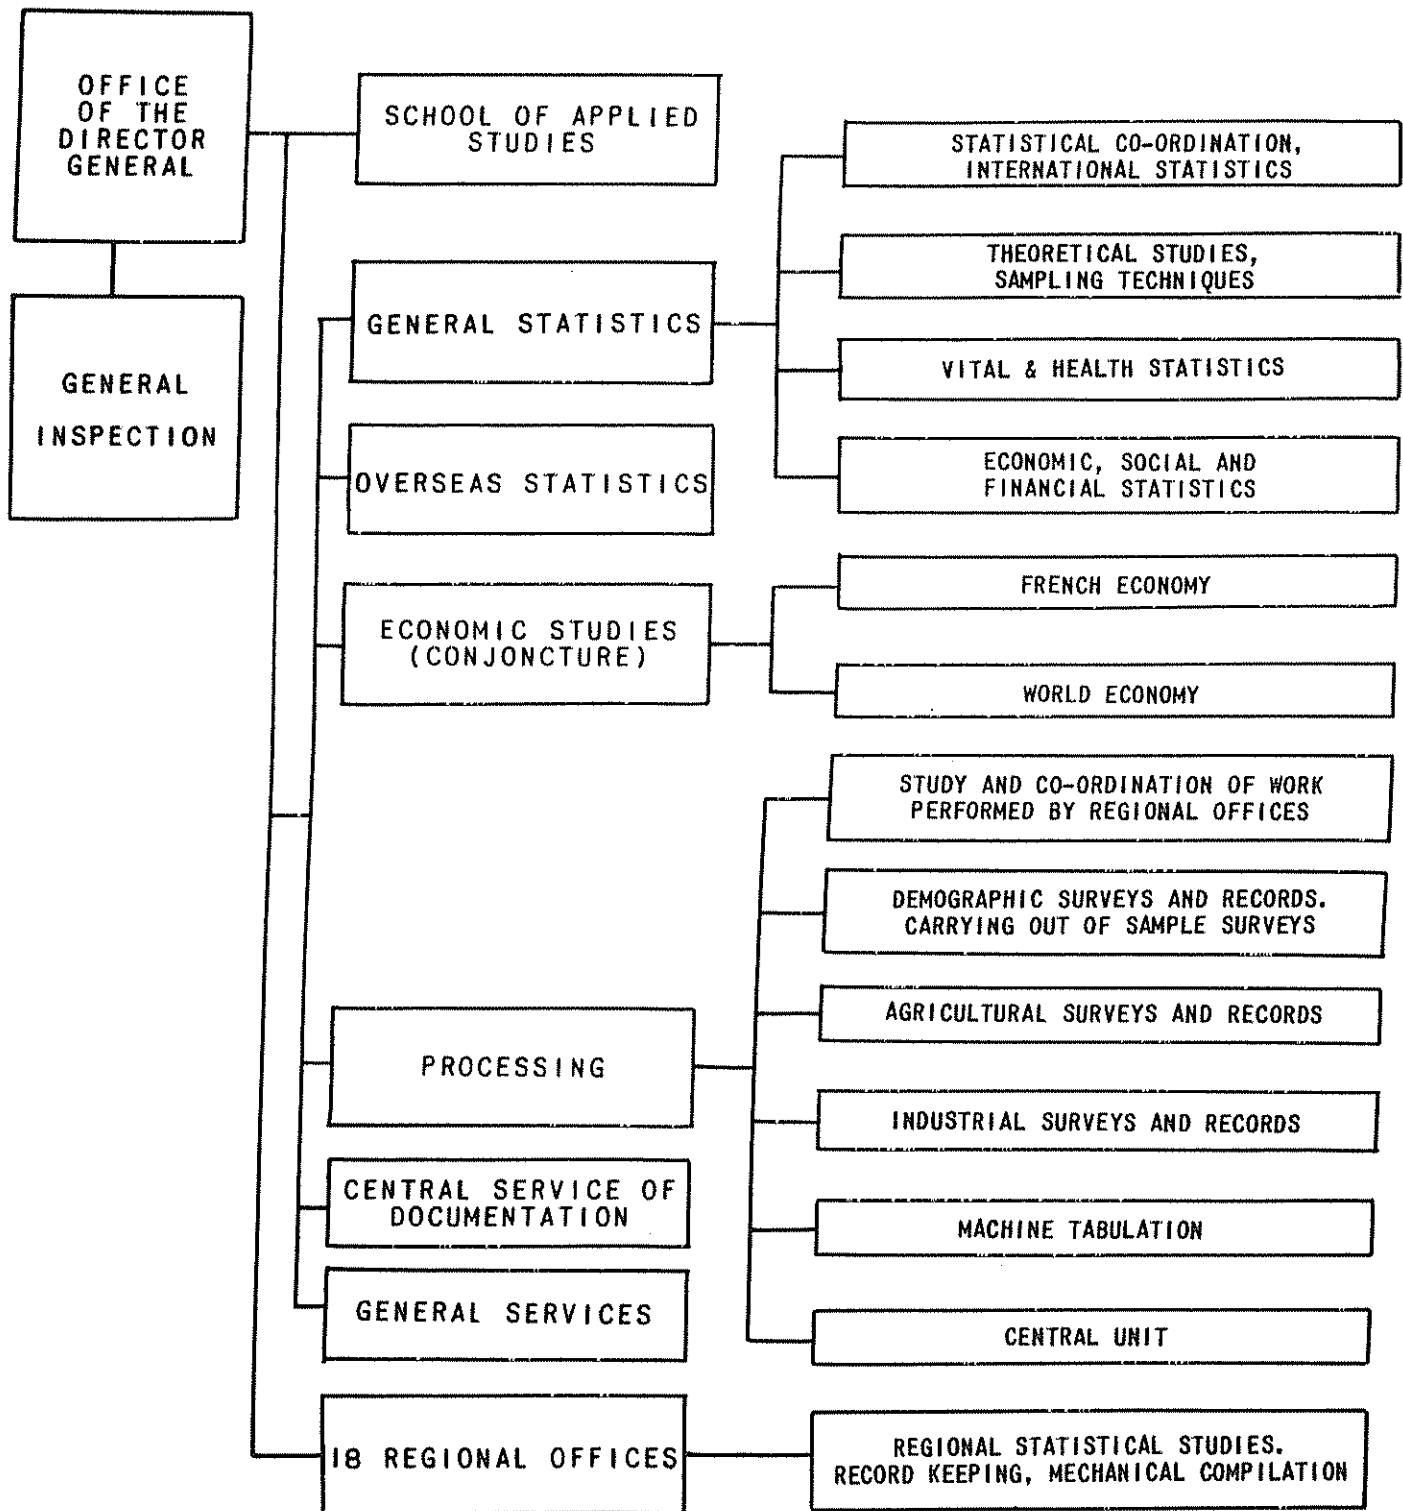 OFFICE
OF THE
DIRECTOR
GENERAL
GENERAL
INSPECTION
SCHOOL OF APPLIED
STUDIES
GENERAL STATISTICS
STATISTICAL CO-ORDINATION,
INTERNATIONAL STATISTICS
THEORETICAL STUDIES,
SAMPLING TECHNIQUES
VITAL & HEALTH STATISTICS
ECONOMIC, SOCIAL AND
FINANCIAL STATISTICS
OVERSEAS STATISTICS
ECONOMIC STUDIES
(CONJONCTURE)
FRENCH ECONOMY
WORLD ECONOMY
PROCESSING
STUDY AND CO-ORDINATION OF WORK
PERFORMED BY REGIONAL OFFICES
DEMOGRAPHIC SURVEYS AND RECORDS.
CARRYING OUT OF SAMPLE SURVEYS
AGRICULTURAL SURVEYS AND RECORDS
INDUSTRIAL SURVEYS AND RECORDS
MACHINE TABULATION
CENTRAL UNIT
CENTRAL SERVICE OF
DOCUMENTATION
GENERAL SERVICES
18 REGIONAL OFFICES
REGIONAL STATISTICAL STUDIES.
RECORD KEEPING, MECHANICAL COMPILATION